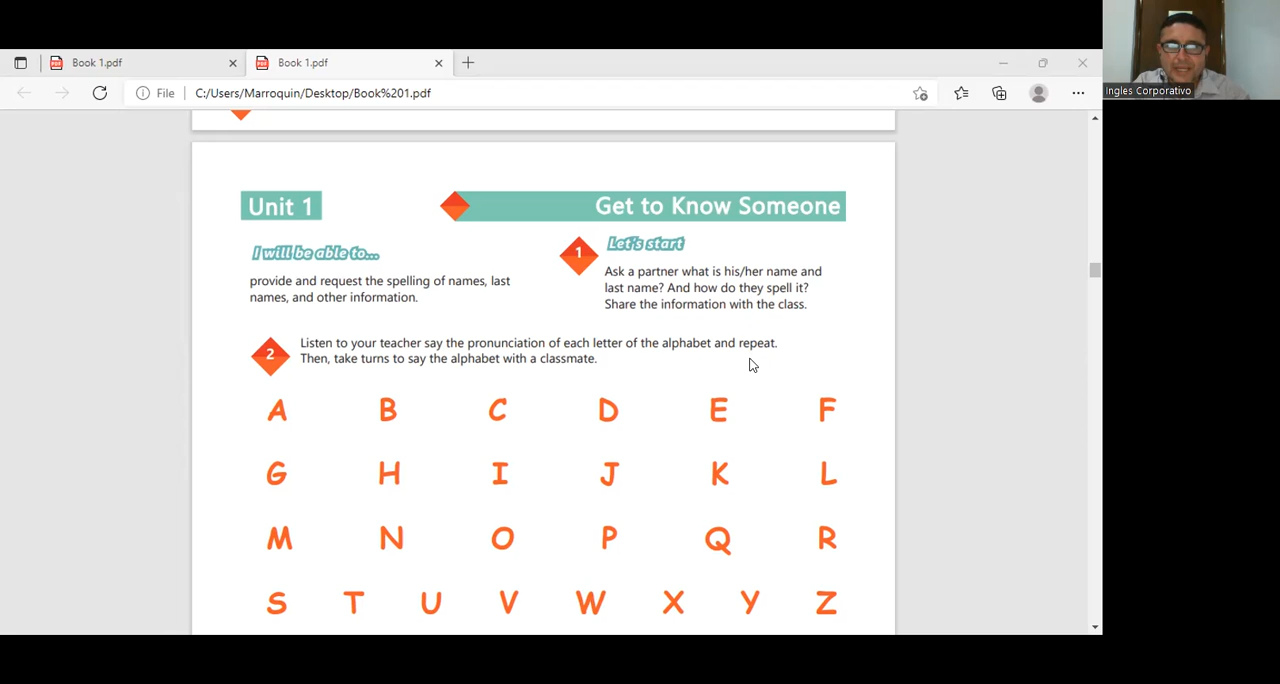 Book 1.pdf
Book 1.pdf
File
C:/Users/Marroquin/Desktop/Book%201.pdf
Ingles Corporativo
Unit 1
Get to Know Someone
I will be able to...
provide and request the spelling of names, last
names, and other information.
1
Let's start
Ask a partner what is his/her name and
last name? And how do they spell it?
Share the information with the class.
2
Listen to your teacher say the pronunciation of each letter of the alphabet and repeat.
Then, take turns to say the alphabet with a classmate.
A B C D E F
G H I J K L
M N O P Q R
S T U V W X Y Z